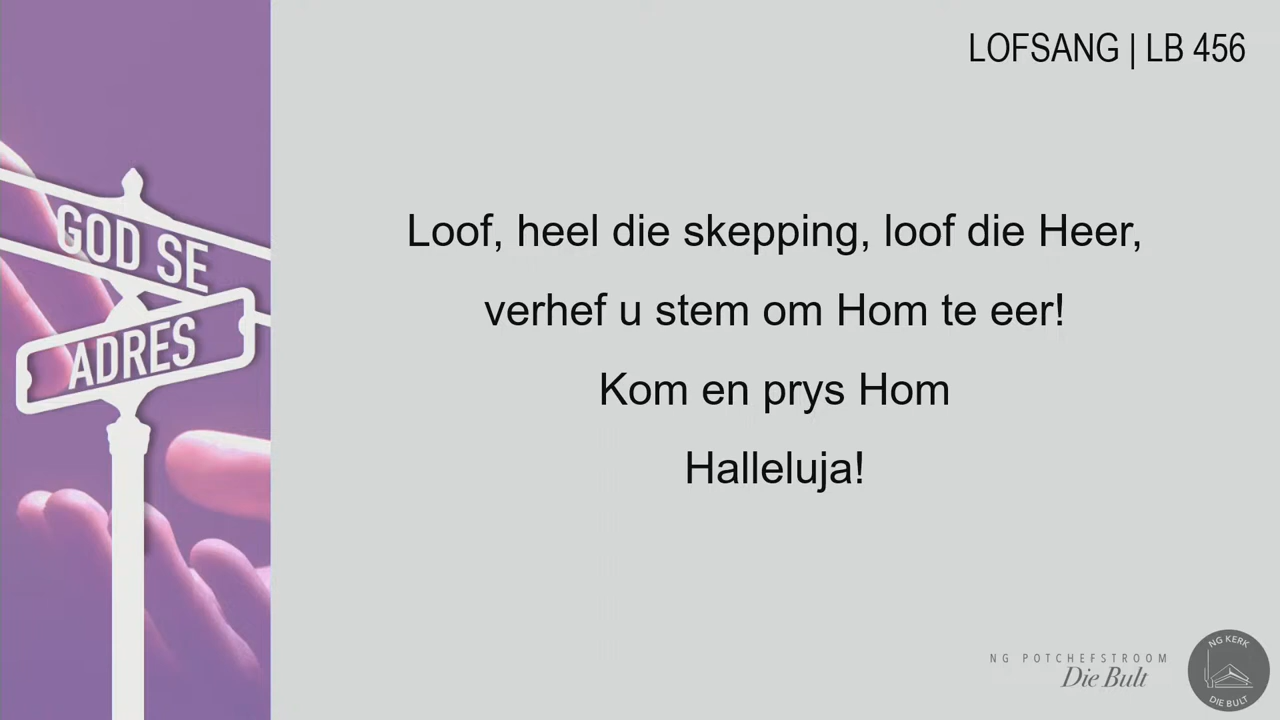 LOFSANG | LB 456
GOD SE
ADRES
Loof, heel die skepping, loof die Heer,
verhef u stem om Hom te eer!
Kom en prys Hom
Halleluja!
NG POTCHEFSTROOM
Die Bult
NG KERK
DIE BULT